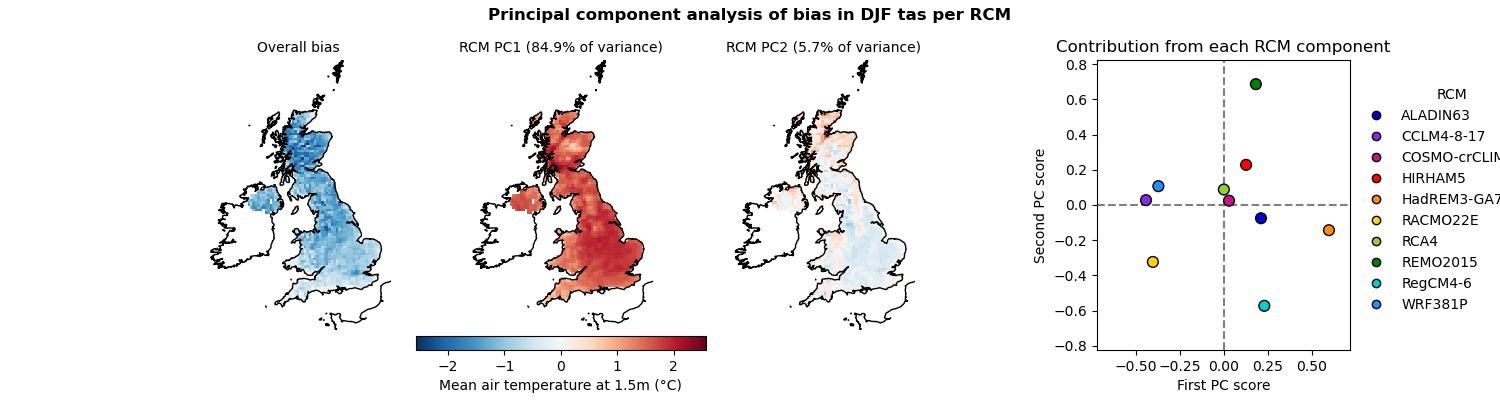 Principal component analysis of bias in DJF tas per RCM
Overall bias
RCM PC1 (84.9% of variance)
RCM PC2 (5.7% of variance)
−2 −1 0 1 2
Mean air temperature at 1.5m (°C)
Contribution from each RCM component
Second PC score
0.8
0.6
0.4
0.2
0.0
−0.2
−0.4
−0.6
−0.8
−0.50 −0.25 0.00 0.25 0.50
First PC score
RCM
ALADIN63
CCLM4-8-17
COSMO-crCLIM
HIRHAM5
HadREM3-GA7
RACMO22E
RCA4
REMO2015
RegCM4-6
WRF381P